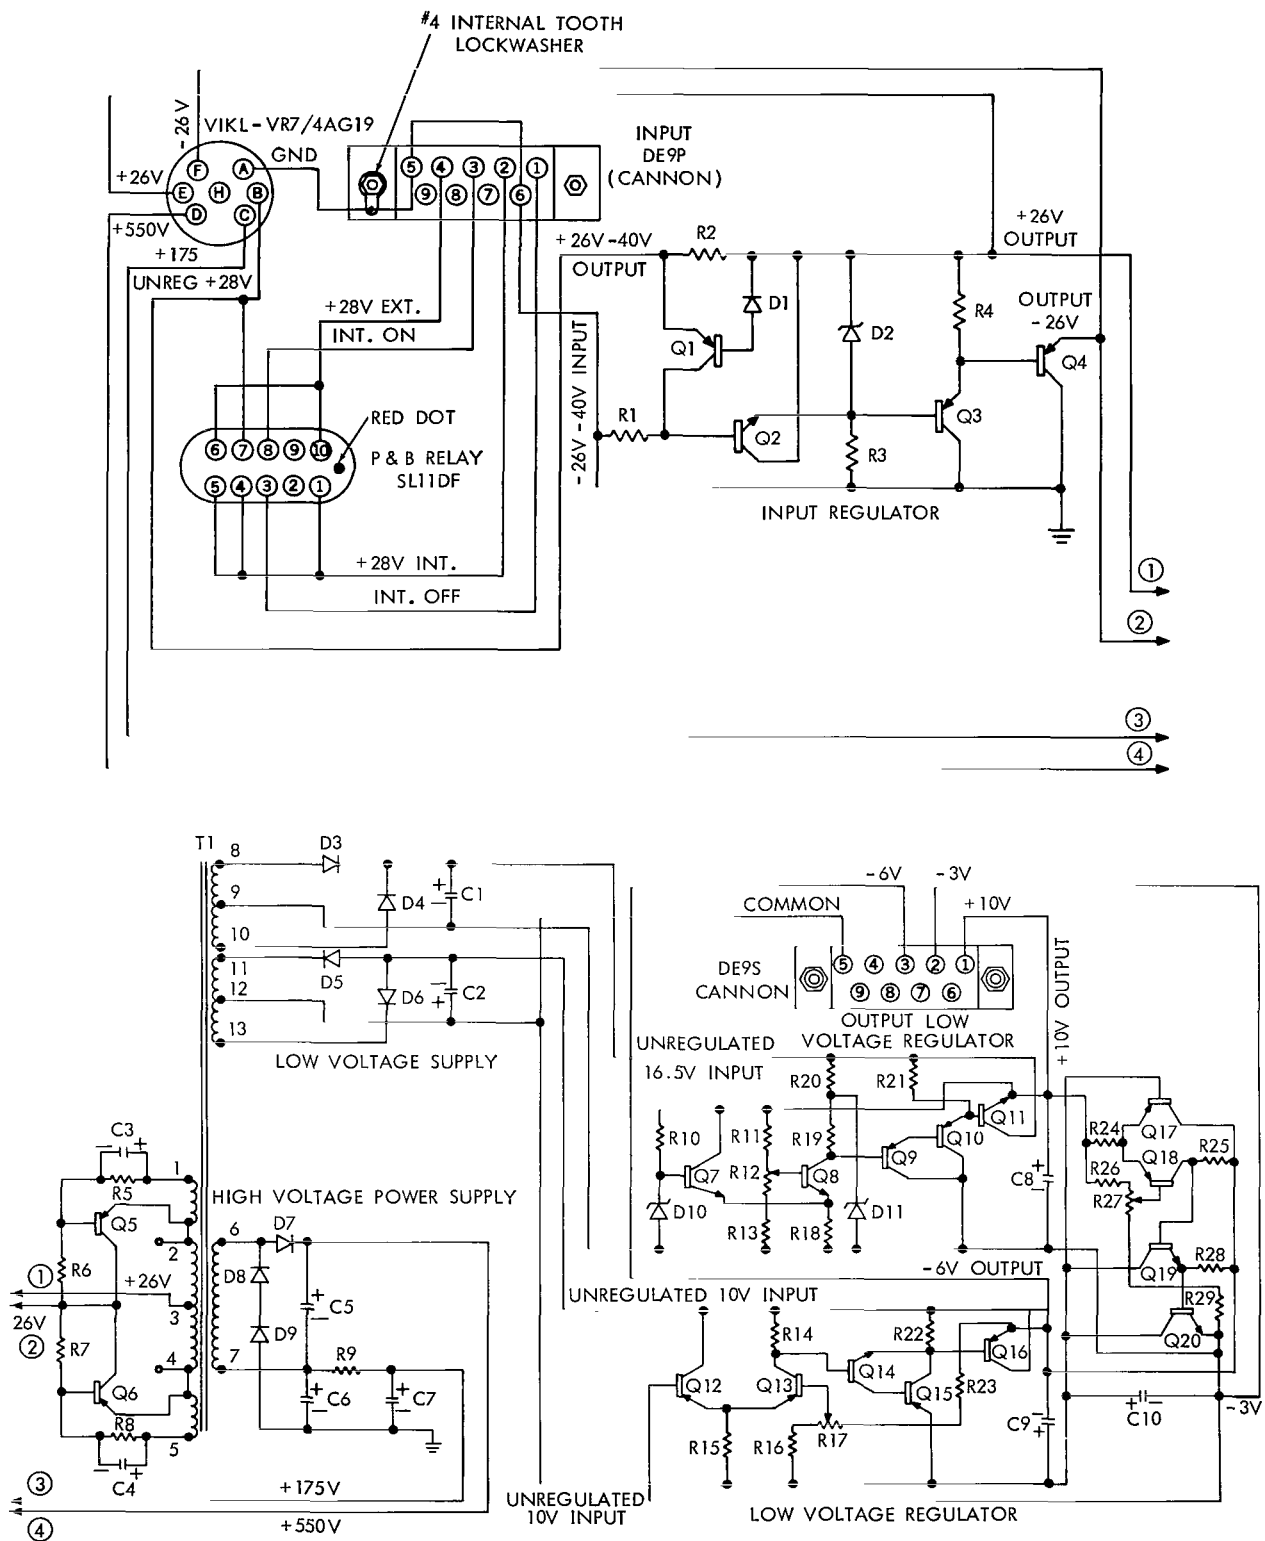 #4 INTERNAL TOOTH
LOCKWASHER
-26V
VIKL-VR7/4AG19
GND
+26V
F A
E H B
D C
+550V
+175
UNREG +28V
5 4 3 2 1
9 8 7 6
INPUT
DE9P
(CANNON)
+28V EXT.
INT. ON
RED DOT
6 7 8 9 10
P & B RELAY
SL11DF
5 4 3 2 1
+28V INT.
INT. OFF
+26V-40V
OUTPUT
R2
+26V
OUTPUT
D1
D2
R4
OUTPUT
-26V
Q1
Q4
-26V -40V INPUT
R1
Q2
Q3
R3
INPUT REGULATOR
1
2
3
4
T1
8
D3
9
D4
C1
10
11
D5
12
D6
C2
13
LOW VOLTAGE SUPPLY
-6V
-3V
COMMON
+10V
DE9S
CANNON
5 4 3 2 1
9 8 7 6
OUTPUT LOW
VOLTAGE REGULATOR
+10V OUTPUT
UNREGULATED
16.5V INPUT
R20
R21
R10
R11
R19
Q11
Q10
Q9
Q7
R12
Q8
D10
R13
R18
D11
C8
R24
Q17
R25
Q18
R26
R27
Q19
R28
R29
Q20
C3
R5
1
Q5
2
R6
1
+26V
3
26V
2
R7
4
Q6
R8
5
C4
HIGH VOLTAGE POWER SUPPLY
6
D7
D8
C5
D9
7
R9
C6
C7
3
+175V
4
+550V
-6V OUTPUT
UNREGULATED 10V INPUT
R14
R22
Q16
Q14
Q12
Q13
Q15
R23
R15
R16
R17
C9
C10
-3V
UNREGULATED
10V INPUT
LOW VOLTAGE REGULATOR